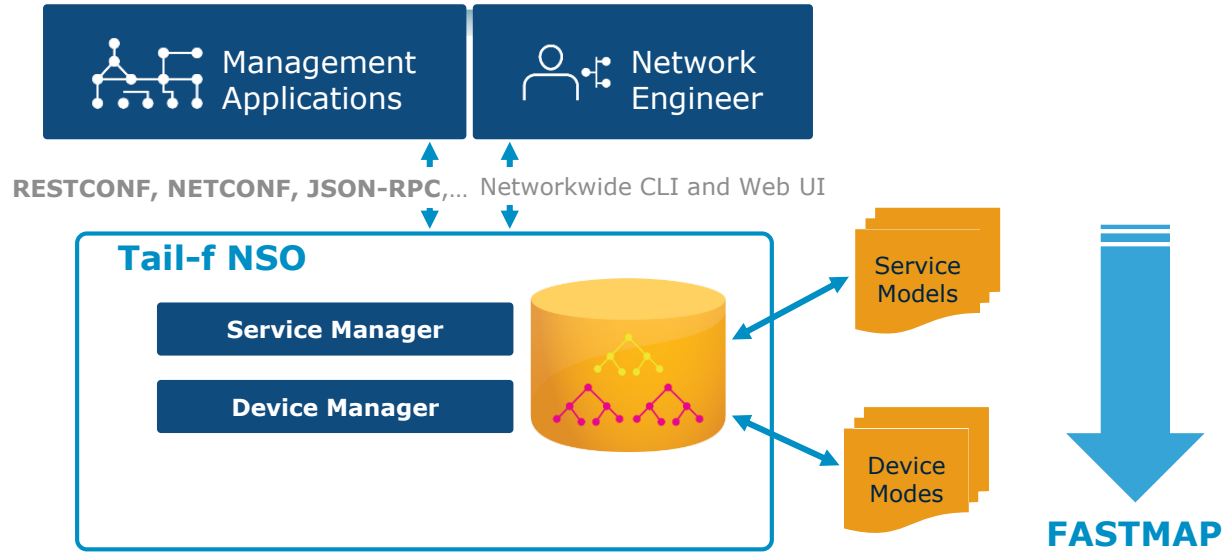 Management
Applications
Network
Engineer
RESTCONF, NETCONF, JSON-RPC,...
Networkwide CLI and Web UI
Tail-f NSO
Service Manager
Device Manager
Service
Models
Device
Modes
FASTMAP